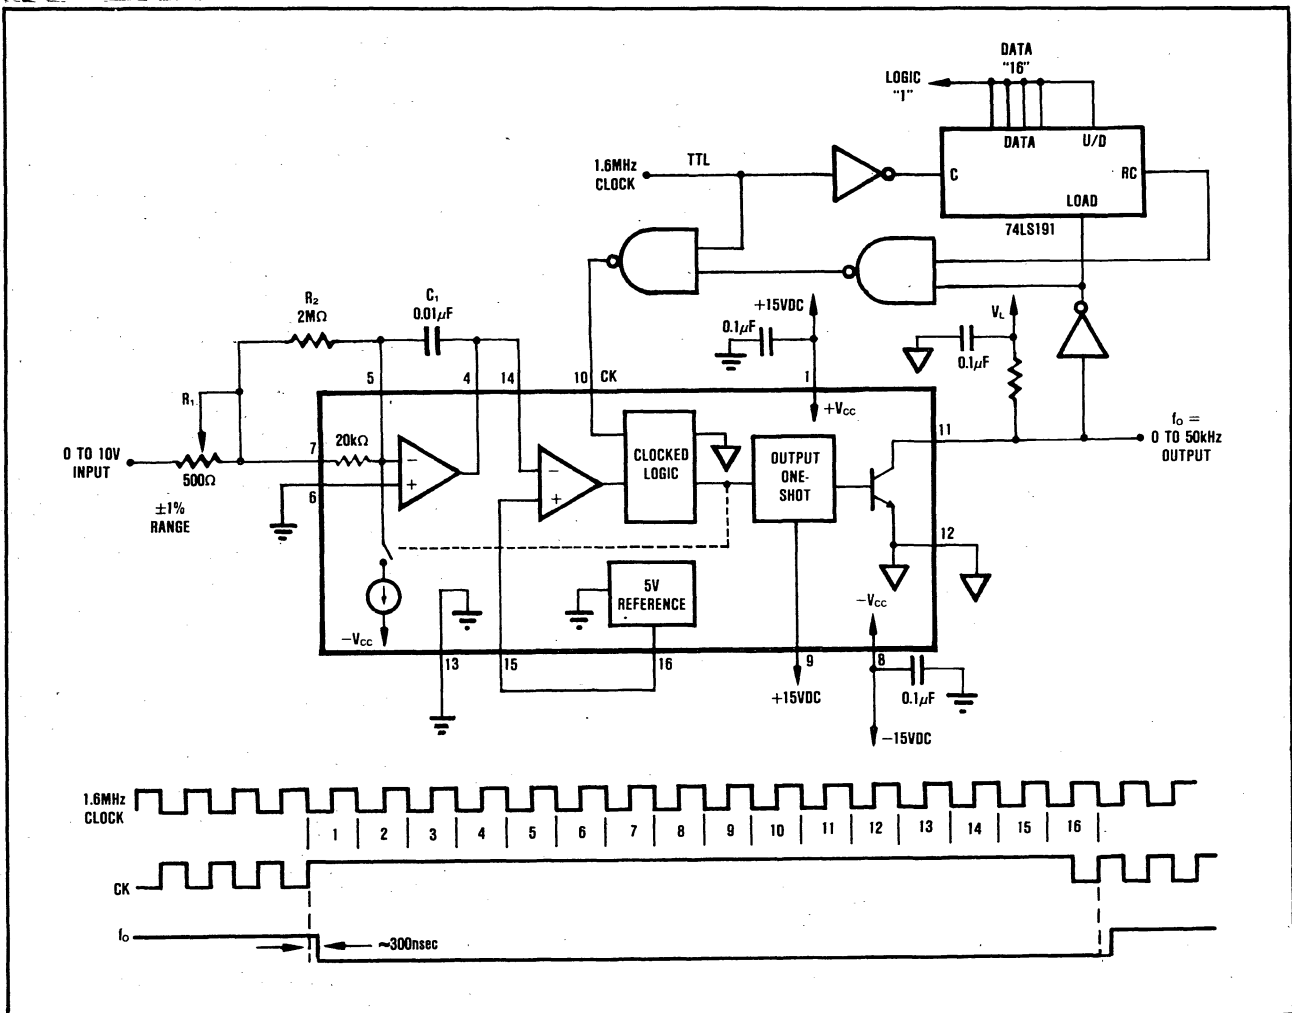 DATA
"16"
LOGIC
"1"
DATA
U/D
1.6MHz
CLOCK
TTL
C
RC
LOAD
74LS191
R₂
2MΩ
C₁
0.01μF
+15VDC
0.1μF
V_L
0.1μF
5
4
14
10
CK
1
+Vcc
R₁
11
f₀ =
0 TO 50kHz
OUTPUT
0 TO 10V
INPUT
500Ω
±1%
RANGE
7
20kΩ
6
−
+
−
+
CLOCKED
LOGIC
OUTPUT
ONE-
SHOT
12
5V
REFERENCE
−Vcc
−Vcc
13
15
16
9
8
+15VDC
0.1μF
−15VDC
1.6MHz
CLOCK
1 2 3 4 5 6 7 8 9 10 11 12 13 14 15 16
CK
f₀
≈300nsec